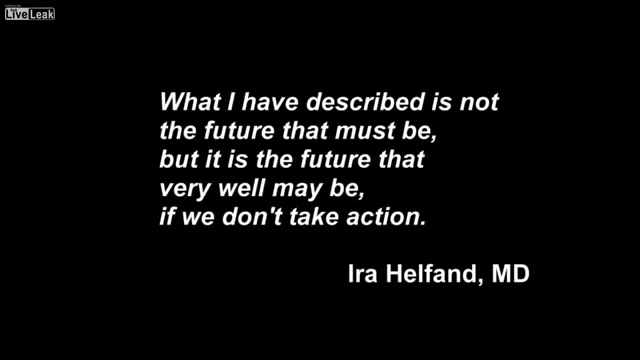 LiveLeak
What I have described is not
the future that must be,
but it is the future that
very well may be,
if we don't take action.
Ira Helfand, MD